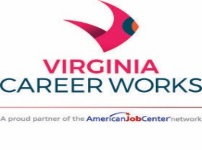 VIRGINIA
CAREER WORKS
A proud partner of the AmericanJobCenter network